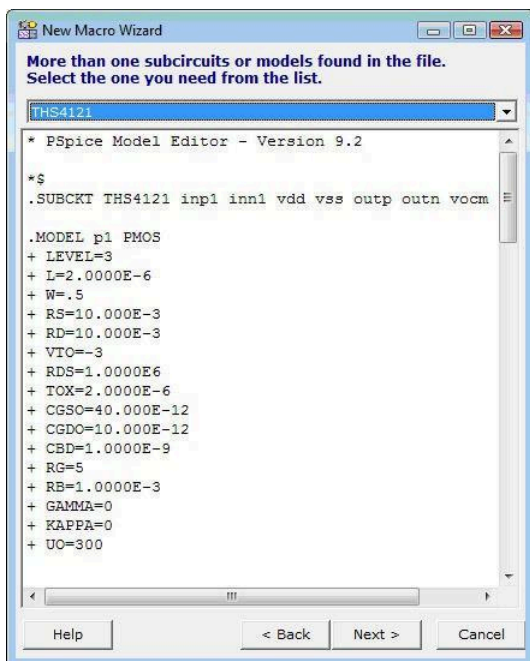 New Macro Wizard
More than one subcircuits or models found in the file.
Select the one you need from the list.
THS4121
* PSpice Model Editor - Version 9.2
*$
.SUBCKT THS4121 inp1 inn1 vdd vss outp outn vocm
.MODEL p1 PMOS
+ LEVEL=3
+ L=2.0000E-6
+ W=.5
+ RS=10.000E-3
+ RD=10.000E-3
+ VTO=-3
+ RDS=1.0000E6
+ TOX=2.0000E-6
+ CGSO=40.000E-12
+ CGDO=10.000E-12
+ CBD=1.0000E-9
+ RG=5
+ RB=1.0000E-3
+ GAMMA=0
+ KAPPA=0
+ UO=300
Help
< Back
Next >
Cancel